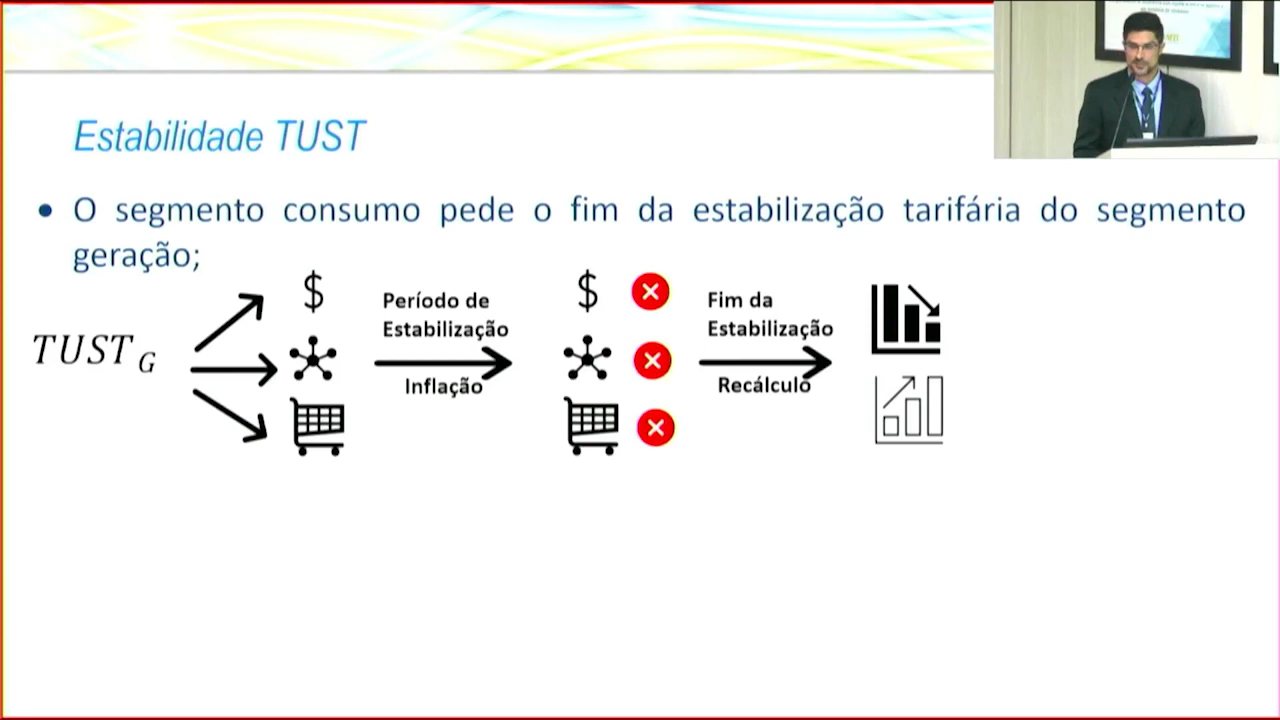 Estabilidade TUST
• O segmento consumo pede o fim da estabilização tarifária do segmento
geração;
TUST G
$
Período de
Estabilização
Inflação
$
Fim da
Estabilização
Recálculo